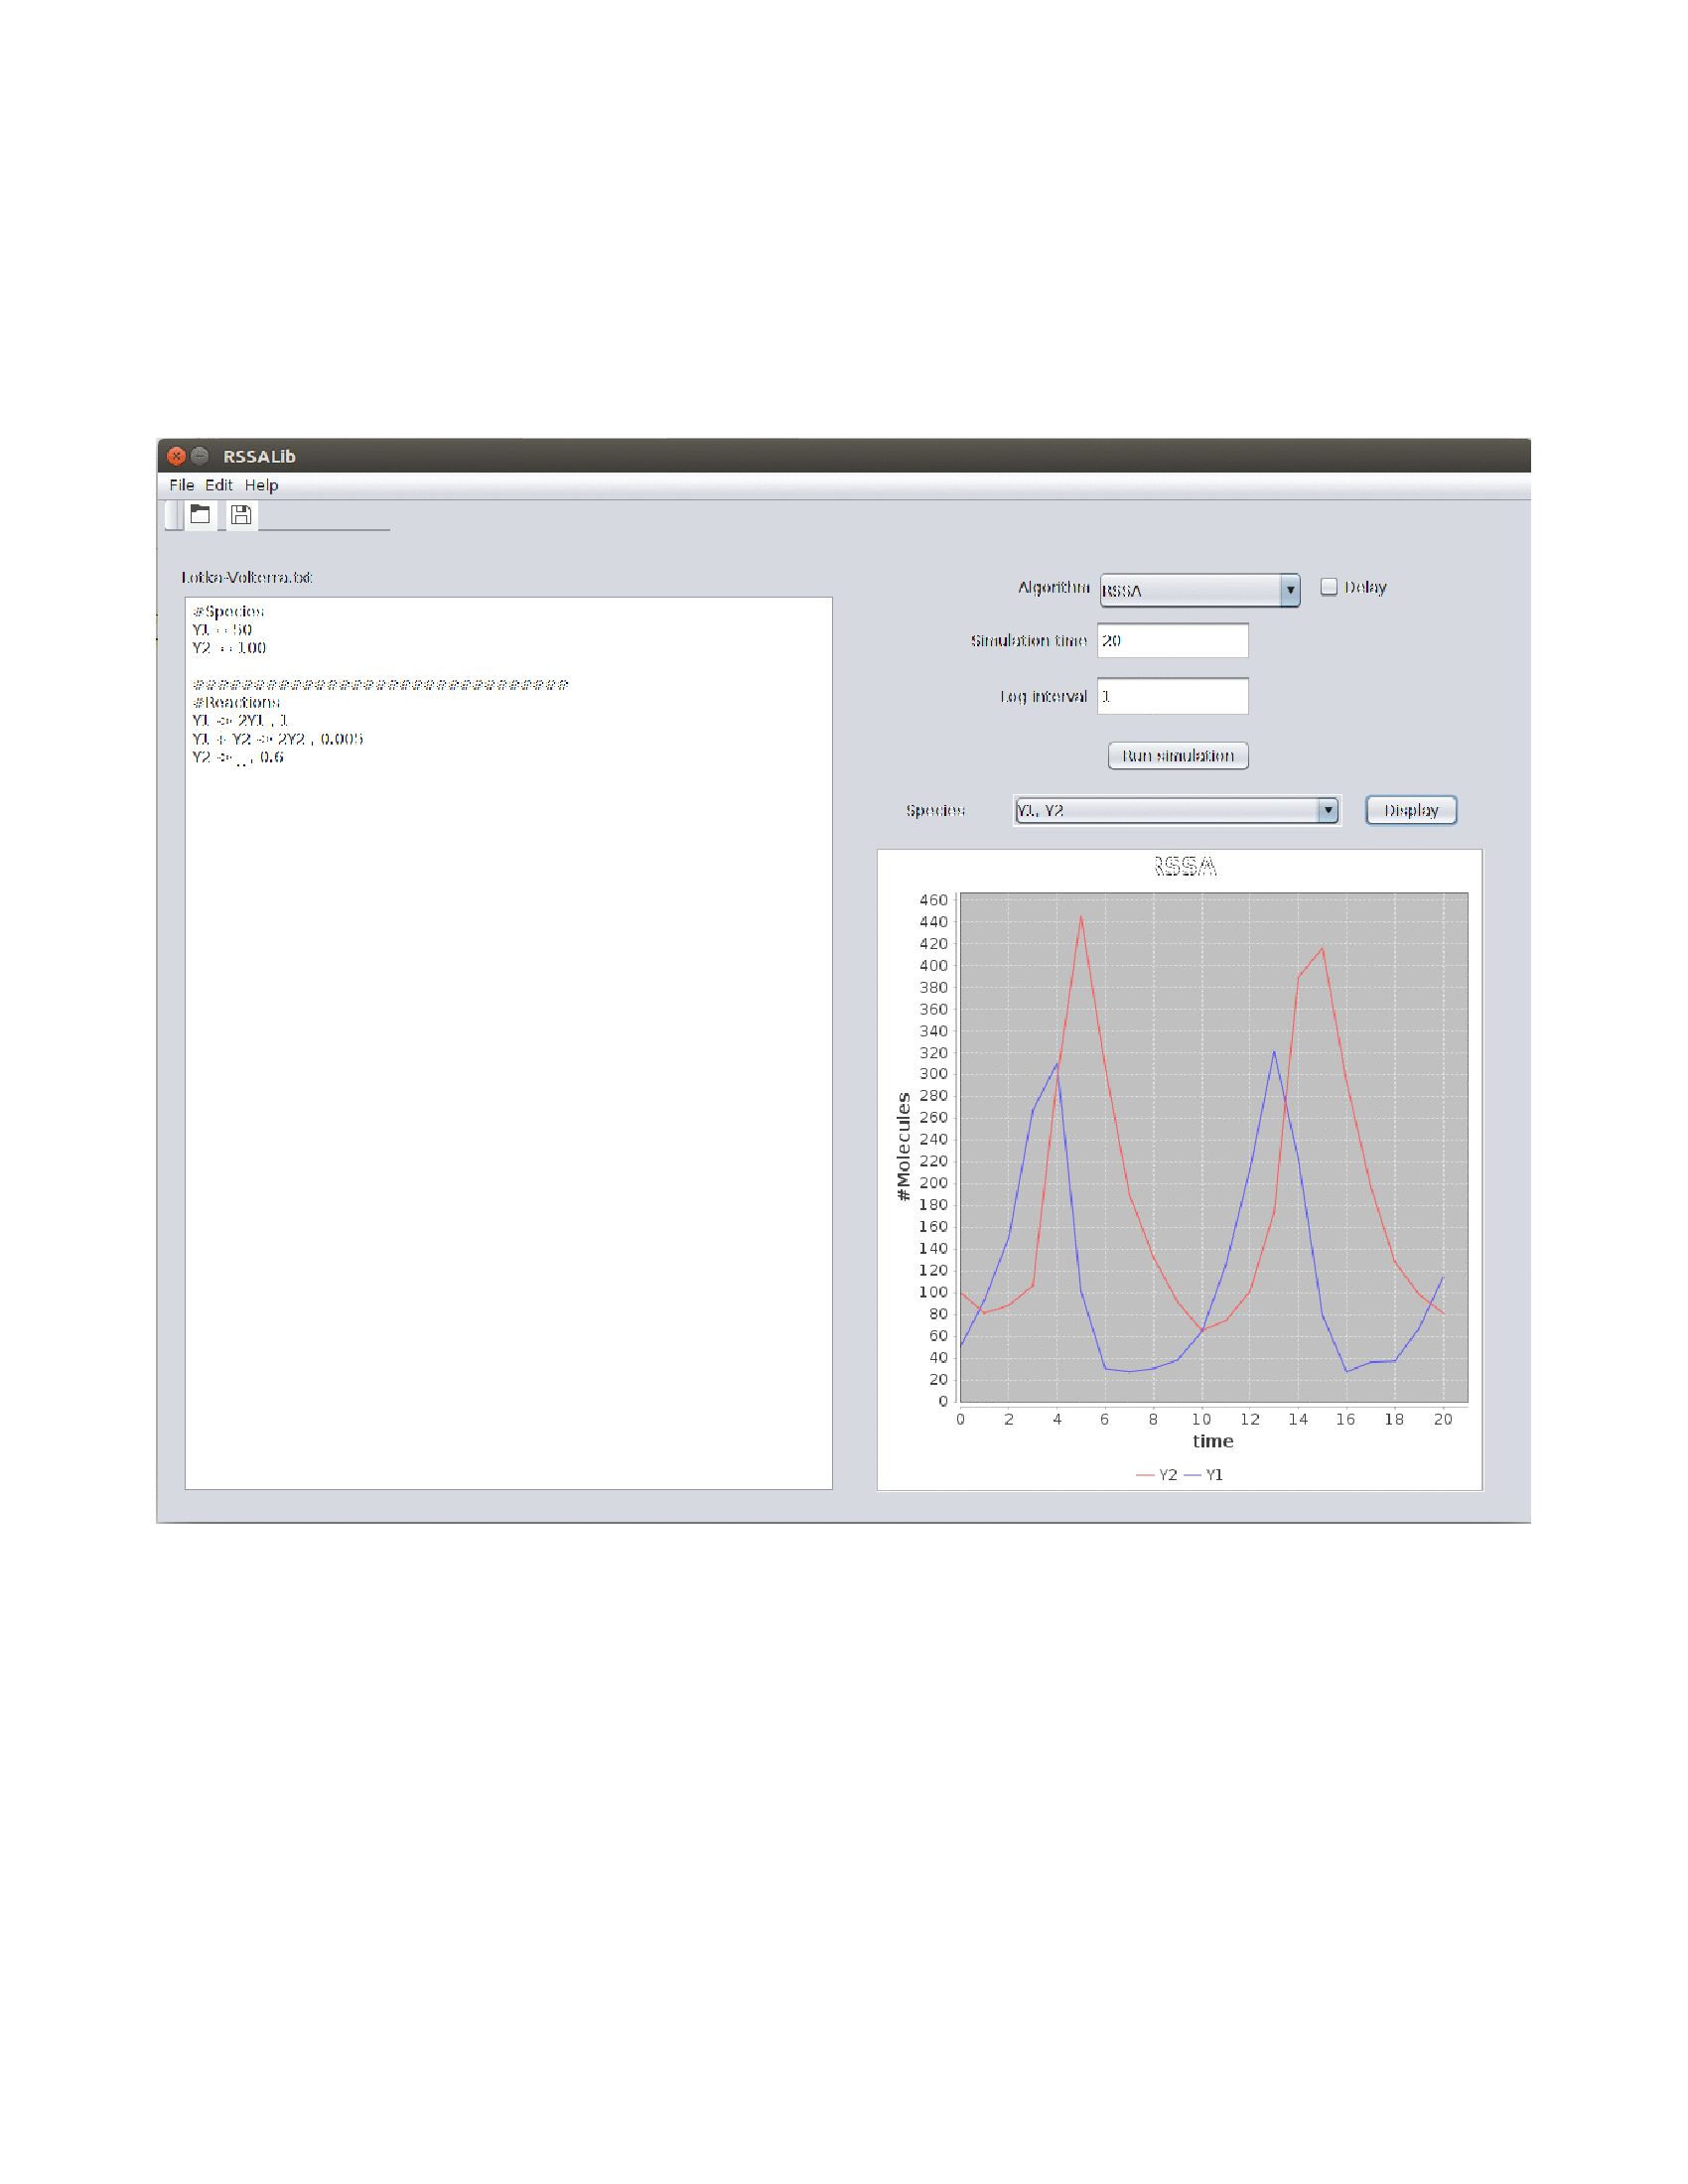 RSSALib
File Edit Help
Lotka-Volterra.txt
#Species
Y1 = 50
Y2 = 100
###############################
#Reactions
Y1 -> 2Y1 , 1
Y1 + Y2 -> 2Y2 , 0.005
Y2 -> _ , 0.6
Algorithm RSSA Delay
Simulation time 20
Log interval 1
Run simulation
Species Y1, Y2 Display
RSSA
460
440
420
400
380
360
340
320
300
280
260
240
220
200
180
160
140
120
100
80
60
40
20
0
#Molecules
0 2 4 6 8 10 12 14 16 18 20
time
Y2 Y1